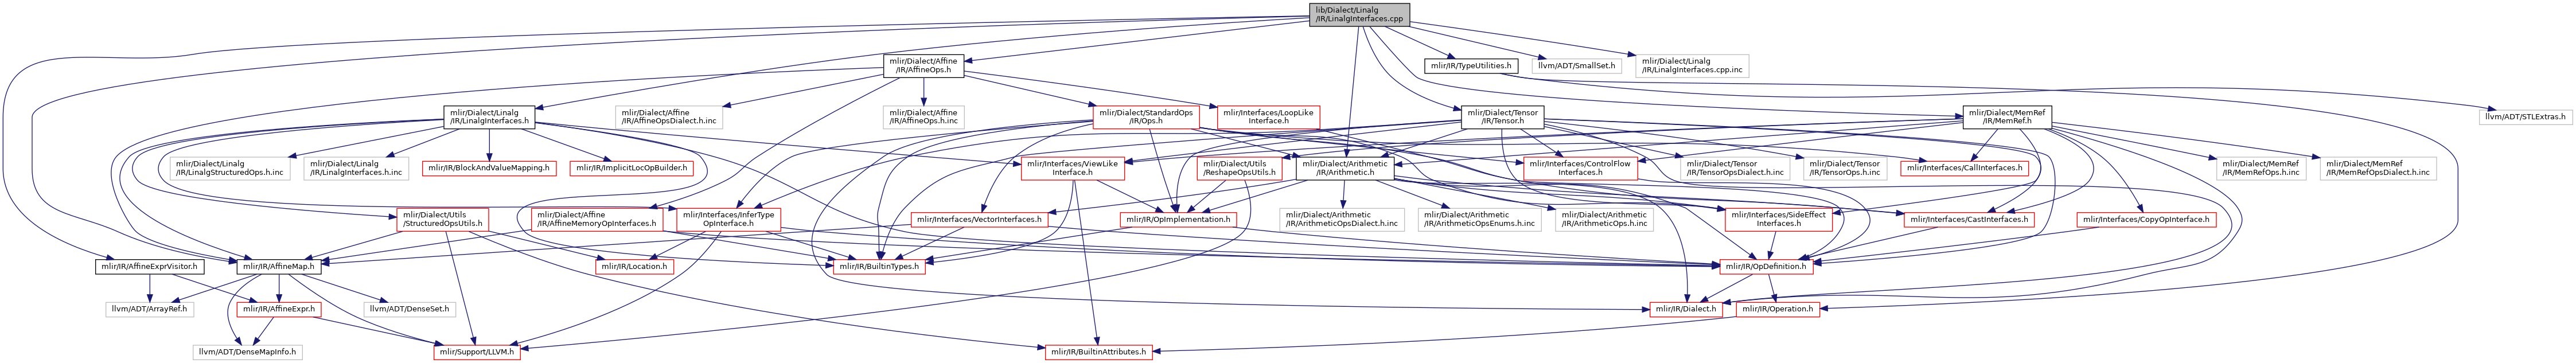 lib/Dialect/Linalg
/IR/LinalgInterfaces.cpp
mlir/Dialect/Affine
/IR/AffineOps.h
mlir/IR/TypeUtilities.h
llvm/ADT/SmallSet.h
mlir/Dialect/Linalg
/IR/LinalgInterfaces.cpp.inc
mlir/Dialect/Linalg
/IR/LinalgInterfaces.h
mlir/Dialect/Affine
/IR/AffineOpsDialect.h.inc
mlir/Dialect/Affine
/IR/AffineOps.h.inc
mlir/Dialect/StandardOps
/IR/Ops.h
mlir/Interfaces/LoopLike
Interface.h
mlir/Dialect/Tensor
/IR/Tensor.h
mlir/Dialect/MemRef
/IR/MemRef.h
llvm/ADT/STLExtras.h
mlir/Dialect/Linalg
/IR/LinalgStructuredOps.h.inc
mlir/Dialect/Linalg
/IR/LinalgInterfaces.h.inc
mlir/IR/BlockAndValueMapping.h
mlir/IR/ImplicitLocOpBuilder.h
mlir/Interfaces/ViewLike
Interface.h
mlir/Dialect/Utils
/ReshapeOpsUtils.h
mlir/Dialect/Arithmetic
/IR/Arithmetic.h
mlir/Interfaces/ControlFlow
Interfaces.h
mlir/Dialect/Tensor
/IR/TensorOpsDialect.h.inc
mlir/Dialect/Tensor
/IR/TensorOps.h.inc
mlir/Interfaces/CallInterfaces.h
mlir/Dialect/MemRef
/IR/MemRefOps.h.inc
mlir/Dialect/MemRef
/IR/MemRefOpsDialect.h.inc
mlir/Dialect/Utils
/StructuredOpsUtils.h
mlir/Dialect/Affine
/IR/AffineMemoryOpInterfaces.h
mlir/Interfaces/InferType
OpInterface.h
mlir/Interfaces/VectorInterfaces.h
mlir/IR/OpImplementation.h
mlir/Dialect/Arithmetic
/IR/ArithmeticOpsDialect.h.inc
mlir/Dialect/Arithmetic
/IR/ArithmeticOpsEnums.h.inc
mlir/Dialect/Arithmetic
/IR/ArithmeticOps.h.inc
mlir/Interfaces/SideEffect
Interfaces.h
mlir/Interfaces/CastInterfaces.h
mlir/Interfaces/CopyOpInterface.h
mlir/IR/AffineExprVisitor.h
mlir/IR/AffineMap.h
mlir/IR/Location.h
mlir/IR/BuiltinTypes.h
mlir/IR/OpDefinition.h
llvm/ADT/ArrayRef.h
mlir/IR/AffineExpr.h
llvm/ADT/DenseSet.h
mlir/IR/Dialect.h
mlir/IR/Operation.h
llvm/ADT/DenseMapInfo.h
mlir/Support/LLVM.h
mlir/IR/BuiltinAttributes.h